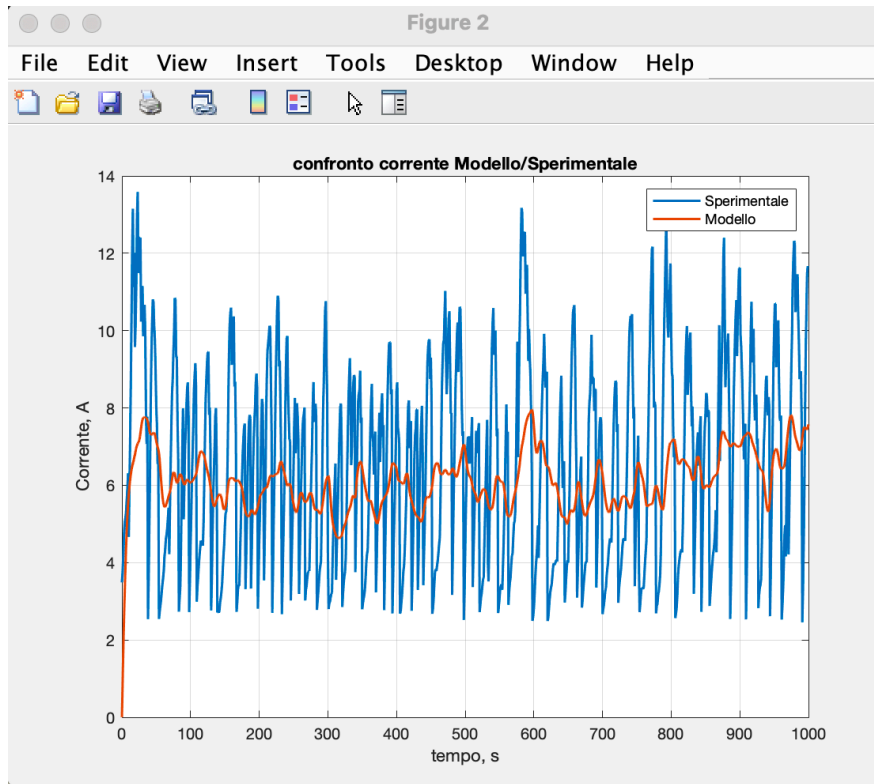 Figure 2
File Edit View Insert Tools Desktop Window Help
confronto corrente Modello/Sperimentale
Sperimentale
Modello
14
12
10
8
6
4
2
0
Corrente, A
0 100 200 300 400 500 600 700 800 900 1000
tempo, s